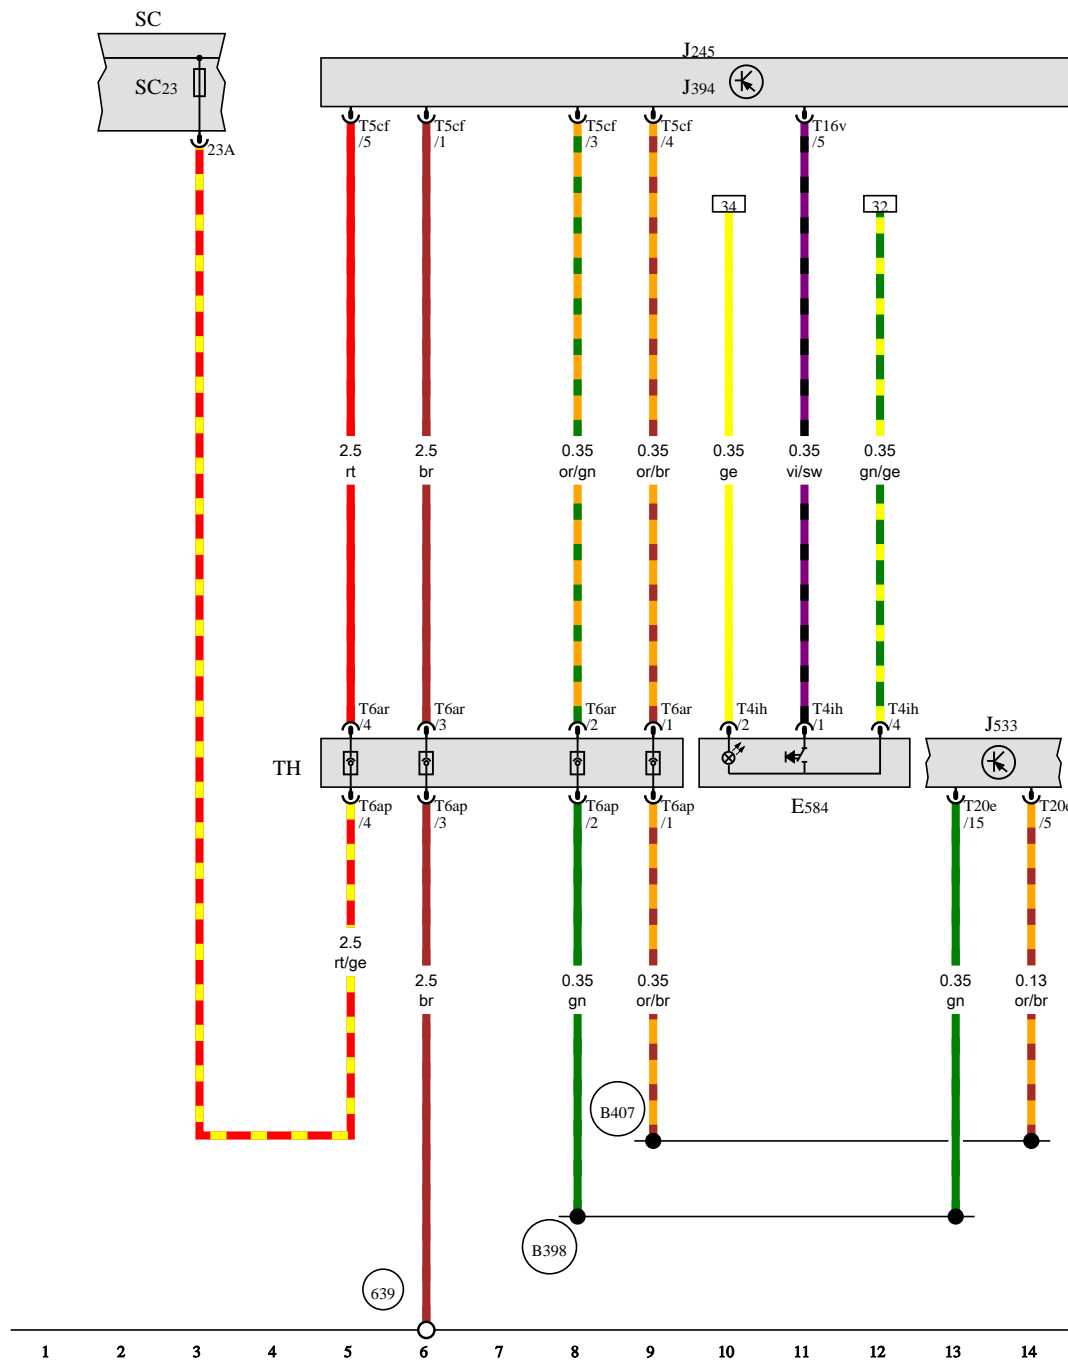 SC
J245
SC23
J394
23A
T5cf
/5
T5cf
/1
T5cf
/3
T5cf
/4
T16v
/5
34
32
2.5
rt
2.5
br
0.35
or/gn
0.35
or/br
0.35
ge
0.35
vi/sw
0.35
gn/ge
T6ar
/4
T6ar
/3
T6ar
/2
T6ar
/1
T4ih
/2
T4ih
/1
T4ih
/4
J533
TH
E584
T6ap
/4
T6ap
/3
T6ap
/2
T6ap
/1
T20e
/15
T20e
/5
2.5
rt/ge
2.5
br
0.35
gn
0.35
or/br
0.35
gn
0.13
or/br
B407
B398
639
1 2 3 4 5 6 7 8 9 10 11 12 13 14